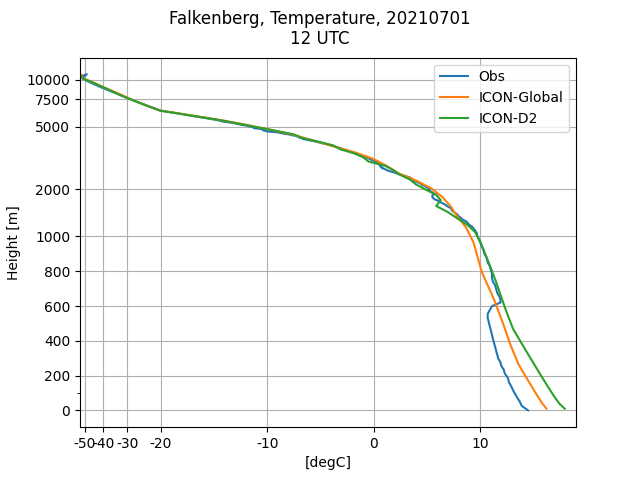 Falkenberg, Temperature, 20210701
12 UTC
Obs
ICON-Global
ICON-D2
10000
7500
5000
2000
1000
800
600
400
200
0
Height [m]
-50 -40 -30 -20 -10 0 10
[degC]